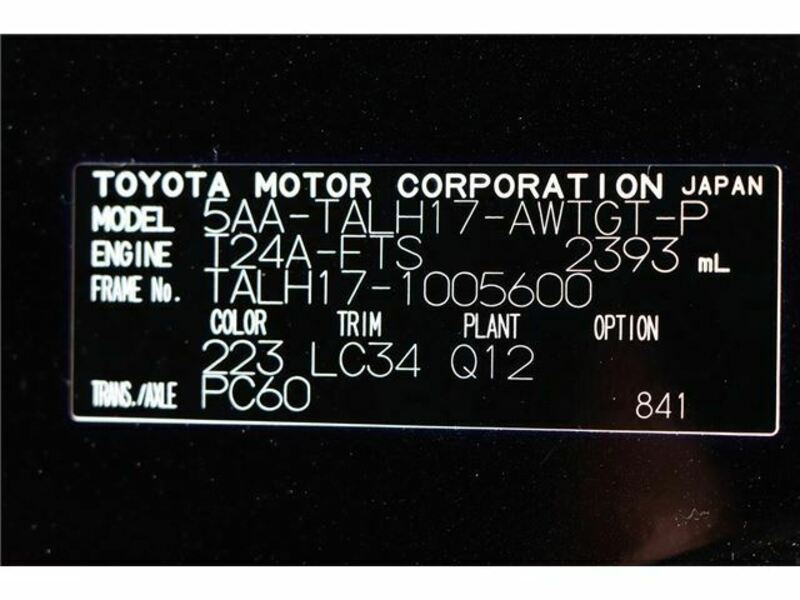 TOYOTA MOTOR CORPORATION JAPAN
MODEL 5AA-TALH17-AWTGT-P
ENGINE T24A-FTS 2393 mL
FRAME No. TALH17-1005600
COLOR TRIM PLANT OPTION
223 LC34 Q12
TRANS./AXLE PC60 841